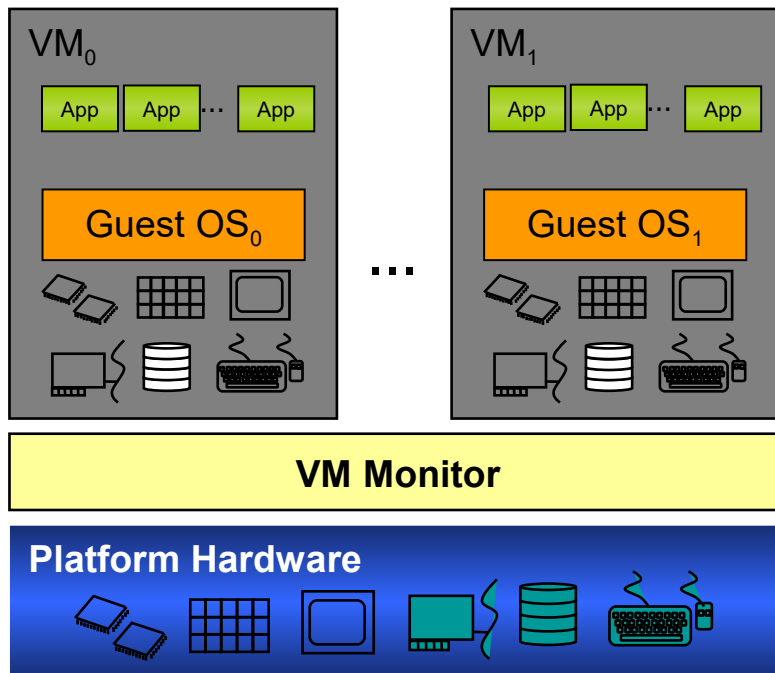 VM₀
App App ... App
Guest OS₀
...
VM₁
App App ... App
Guest OS₁
VM Monitor
Platform Hardware